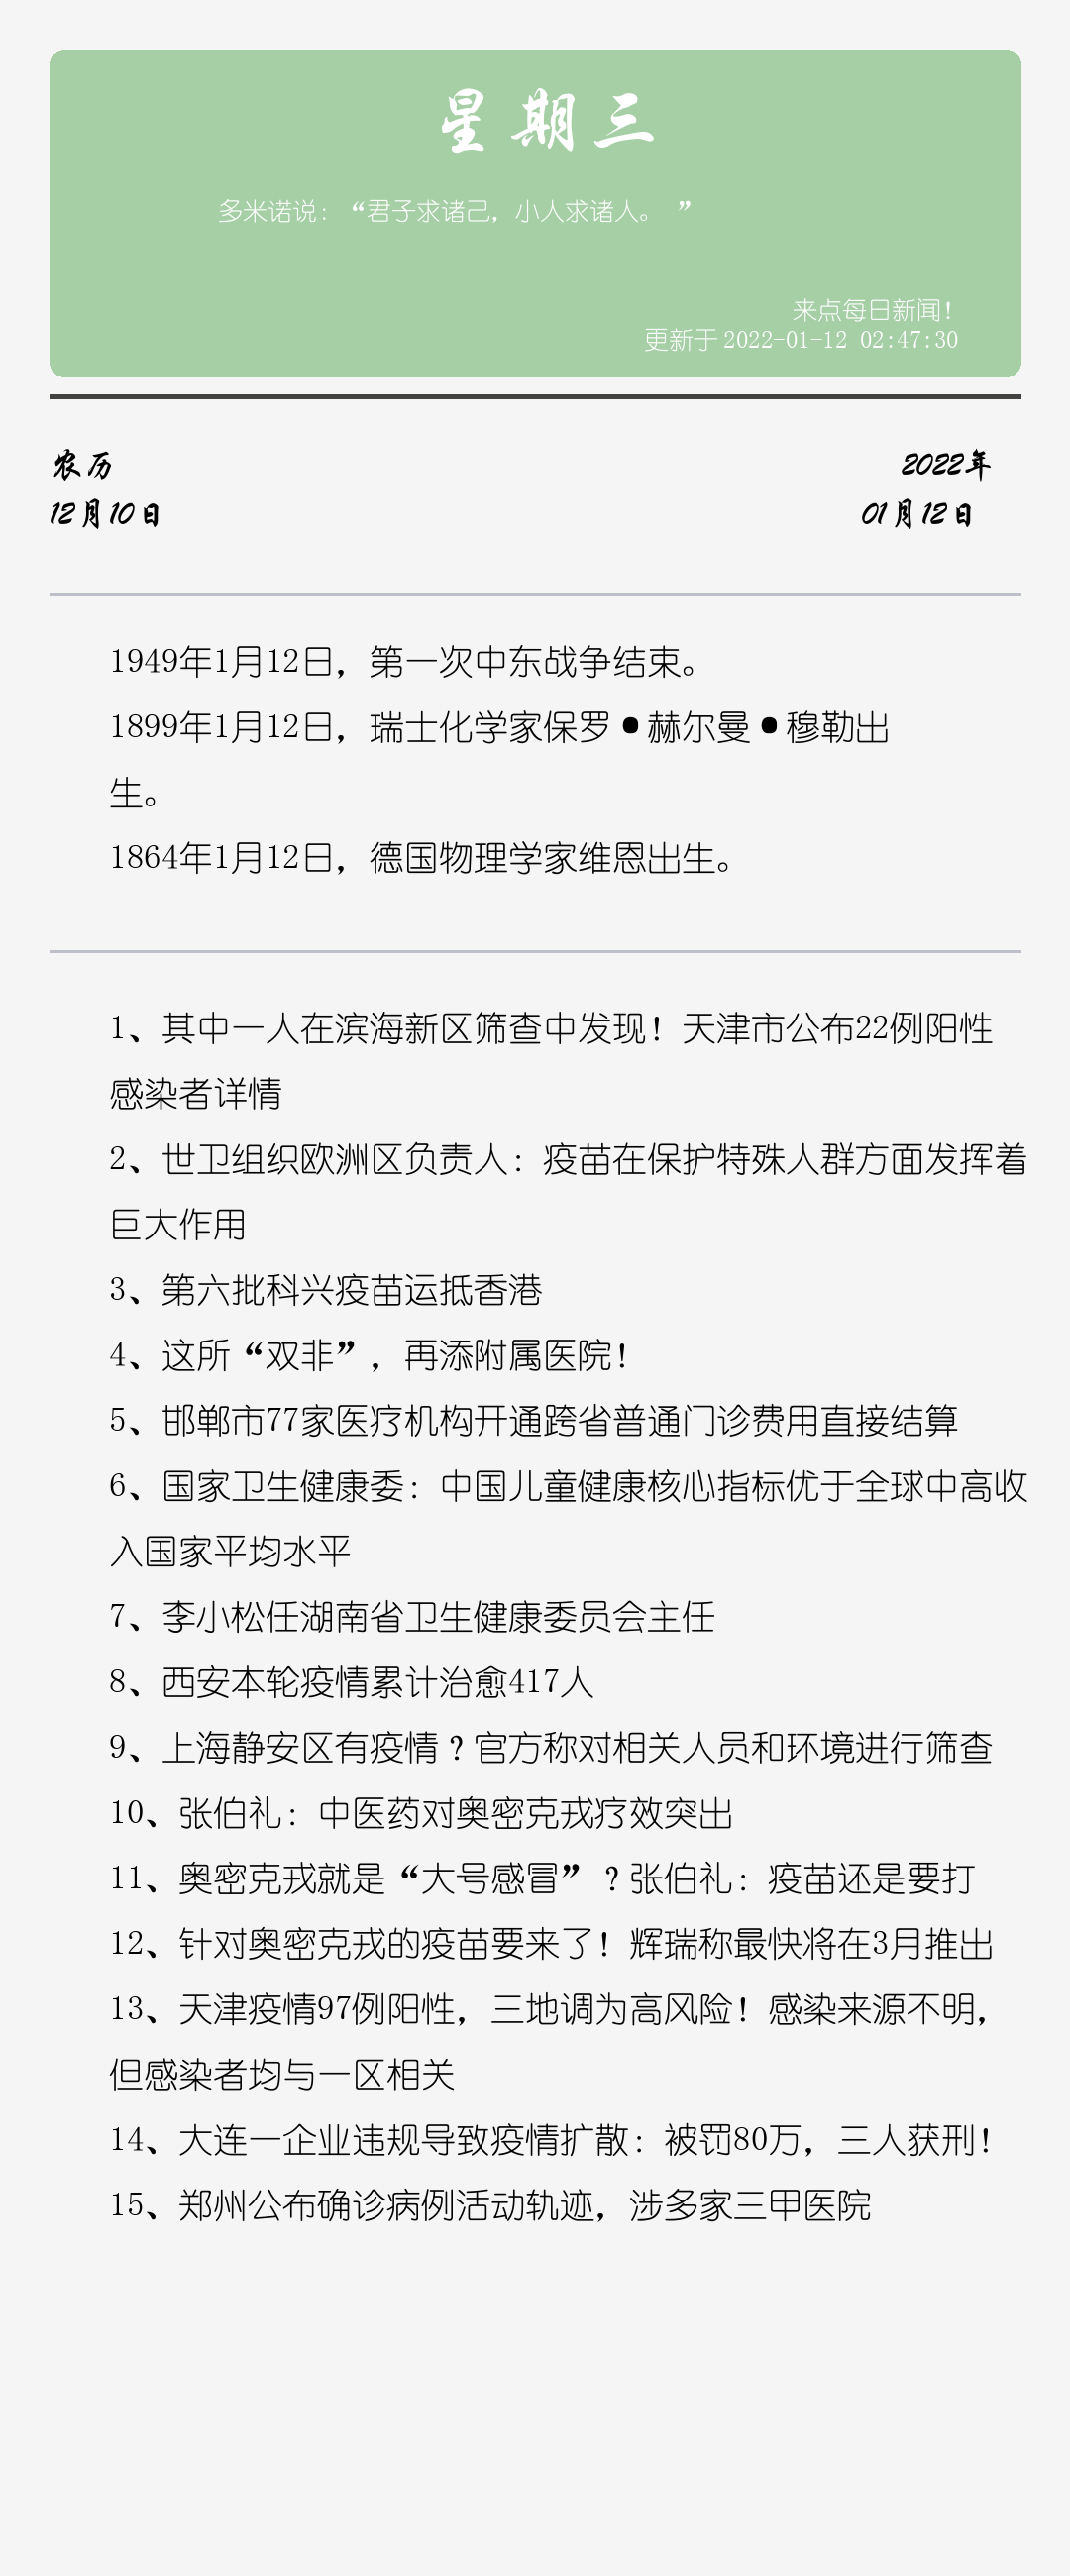 星期三
多米诺说：“君子求诸己，小人求诸人。 ”
来点每日新闻！
更新于 2022-01-12 02:47:30
农历
2022年
12月10日
01月12日
1949年1月12日，第一次中东战争结束。
1899年1月12日，瑞士化学家保罗•赫尔曼•穆勒出
生。
1864年1月12日，德国物理学家维恩出生。
1、其中一人在滨海新区筛查中发现！天津市公布22例阳性
感染者详情
2、世卫组织欧洲区负责人：疫苗在保护特殊人群方面发挥着
巨大作用
3、第六批科兴疫苗运抵香港
4、这所“双非”，再添附属医院！
5、邯郸市77家医疗机构开通跨省普通门诊费用直接结算
6、国家卫生健康委：中国儿童健康核心指标优于全球中高收
入国家平均水平
7、李小松任湖南省卫生健康委员会主任
8、西安本轮疫情累计治愈417人
9、上海静安区有疫情？官方称对相关人员和环境进行筛查
10、张伯礼：中医药对奥密克戎疗效突出
11、奥密克戎就是“大号感冒”？张伯礼：疫苗还是要打
12、针对奥密克戎的疫苗要来了！辉瑞称最快将在3月推出
13、天津疫情97例阳性，三地调为高风险！感染来源不明，
但感染者均与一区相关
14、大连一企业违规导致疫情扩散：被罚80万，三人获刑！
15、郑州公布确诊病例活动轨迹，涉多家三甲医院